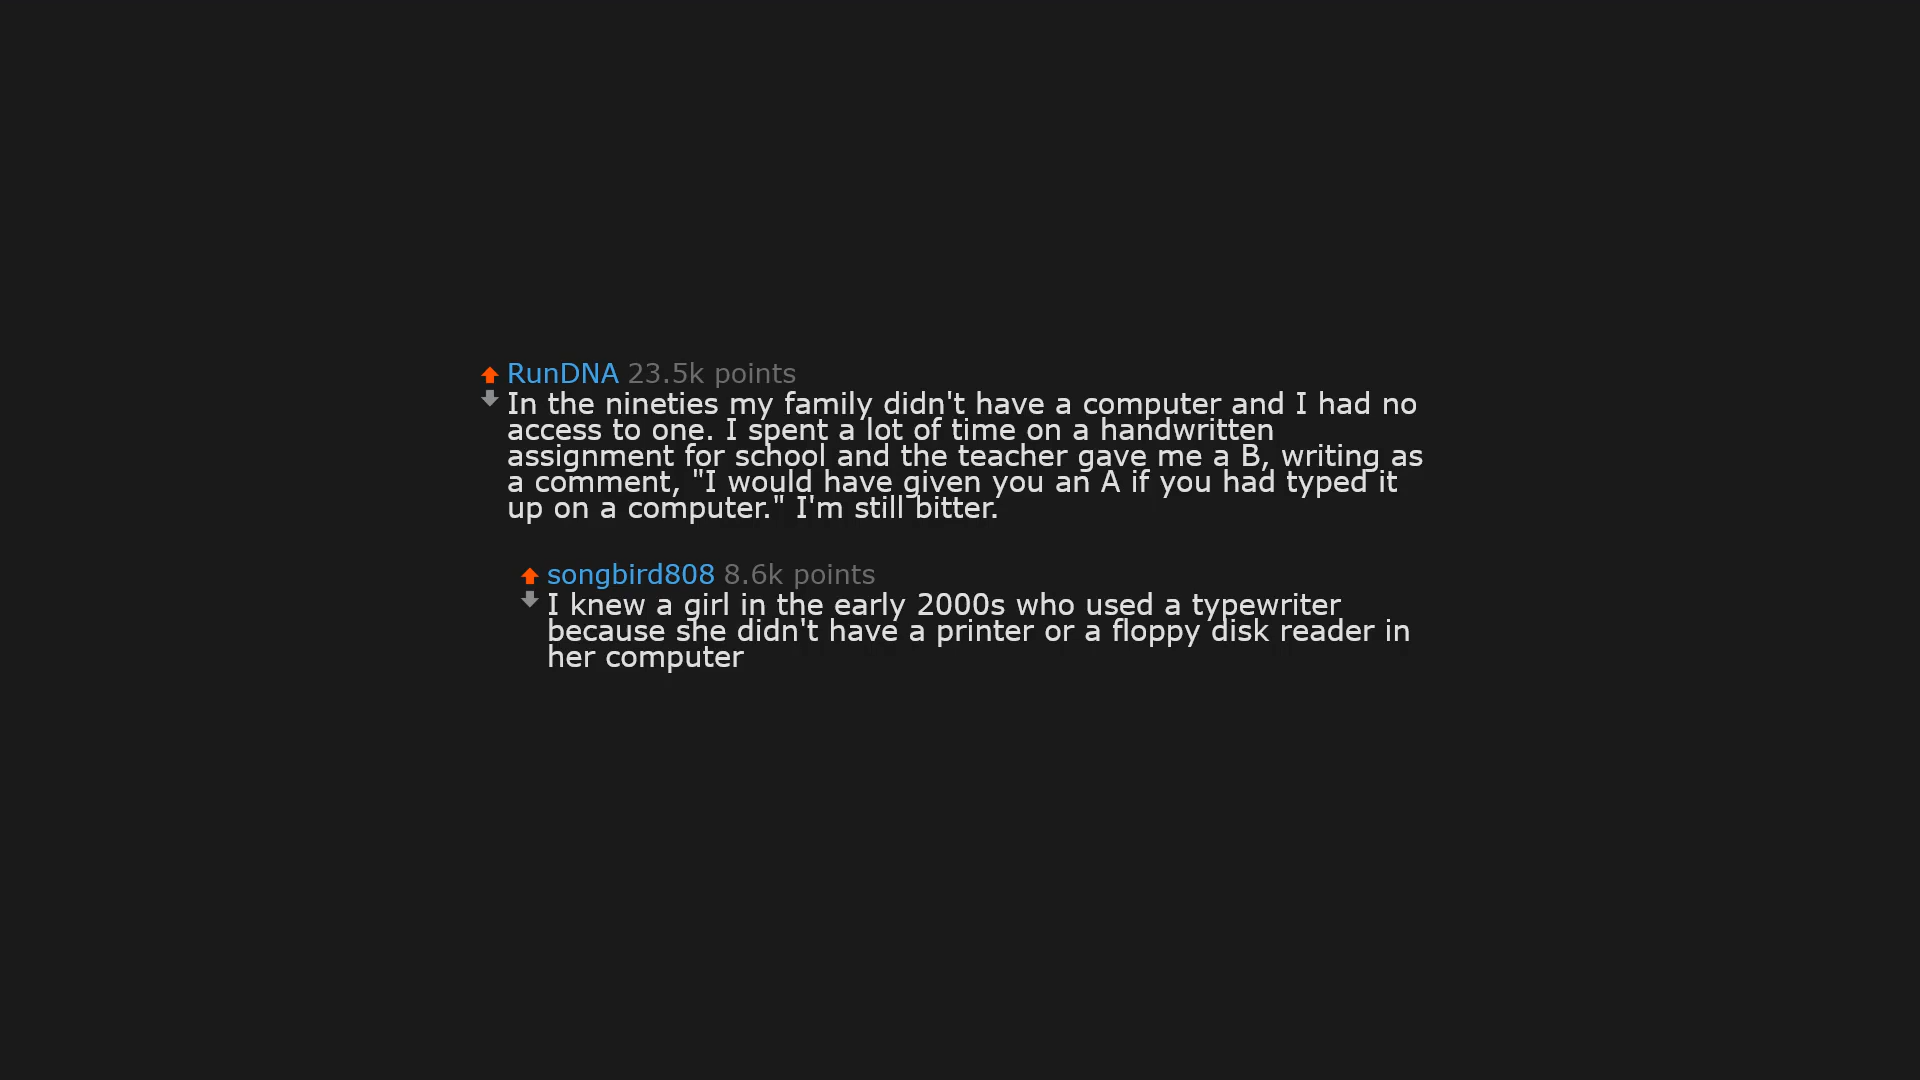 RunDNA 23.5k points
In the nineties my family didn't have a computer and I had no
access to one. I spent a lot of time on a handwritten
assignment for school and the teacher gave me a B, writing as
a comment, "I would have given you an A if you had typed it
up on a computer." I'm still bitter.
songbird808 8.6k points
I knew a girl in the early 2000s who used a typewriter
because she didn't have a printer or a floppy disk reader in
her computer